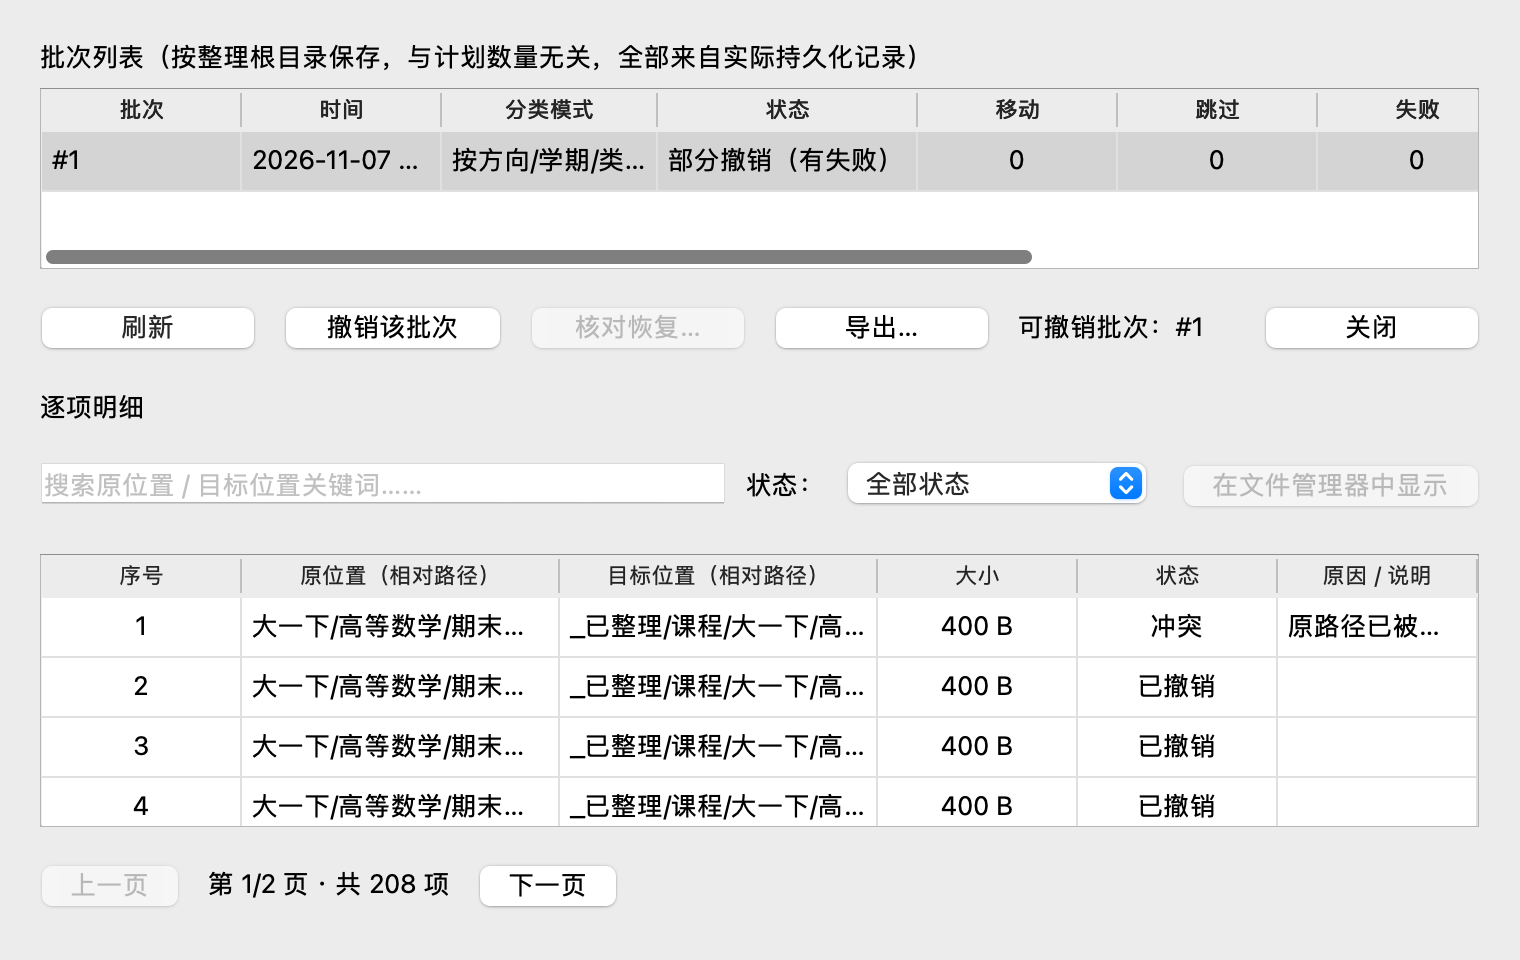 批次列表（按整理根目录保存，与计划数量无关，全部来自实际持久化记录）
批次 时间 分类模式 状态 移动 跳过 失败
#1 2026-11-07 ... 按方向/学期/类... 部分撤销（有失败） 0 0 0
刷新 撤销该批次 核对恢复... 导出... 可撤销批次：#1 关闭
逐项明细
搜索原位置 / 目标位置关键词…… 状态： 全部状态 在文件管理器中显示
序号 原位置（相对路径） 目标位置（相对路径） 大小 状态 原因 / 说明
1 大一下/高等数学/期末... _已整理/课程/大一下/高... 400 B 冲突 原路径已被...
2 大一下/高等数学/期末... _已整理/课程/大一下/高... 400 B 已撤销
3 大一下/高等数学/期末... _已整理/课程/大一下/高... 400 B 已撤销
4 大一下/高等数学/期末... _已整理/课程/大一下/高... 400 B 已撤销
上一页 第 1/2 页 · 共 208 项 下一页